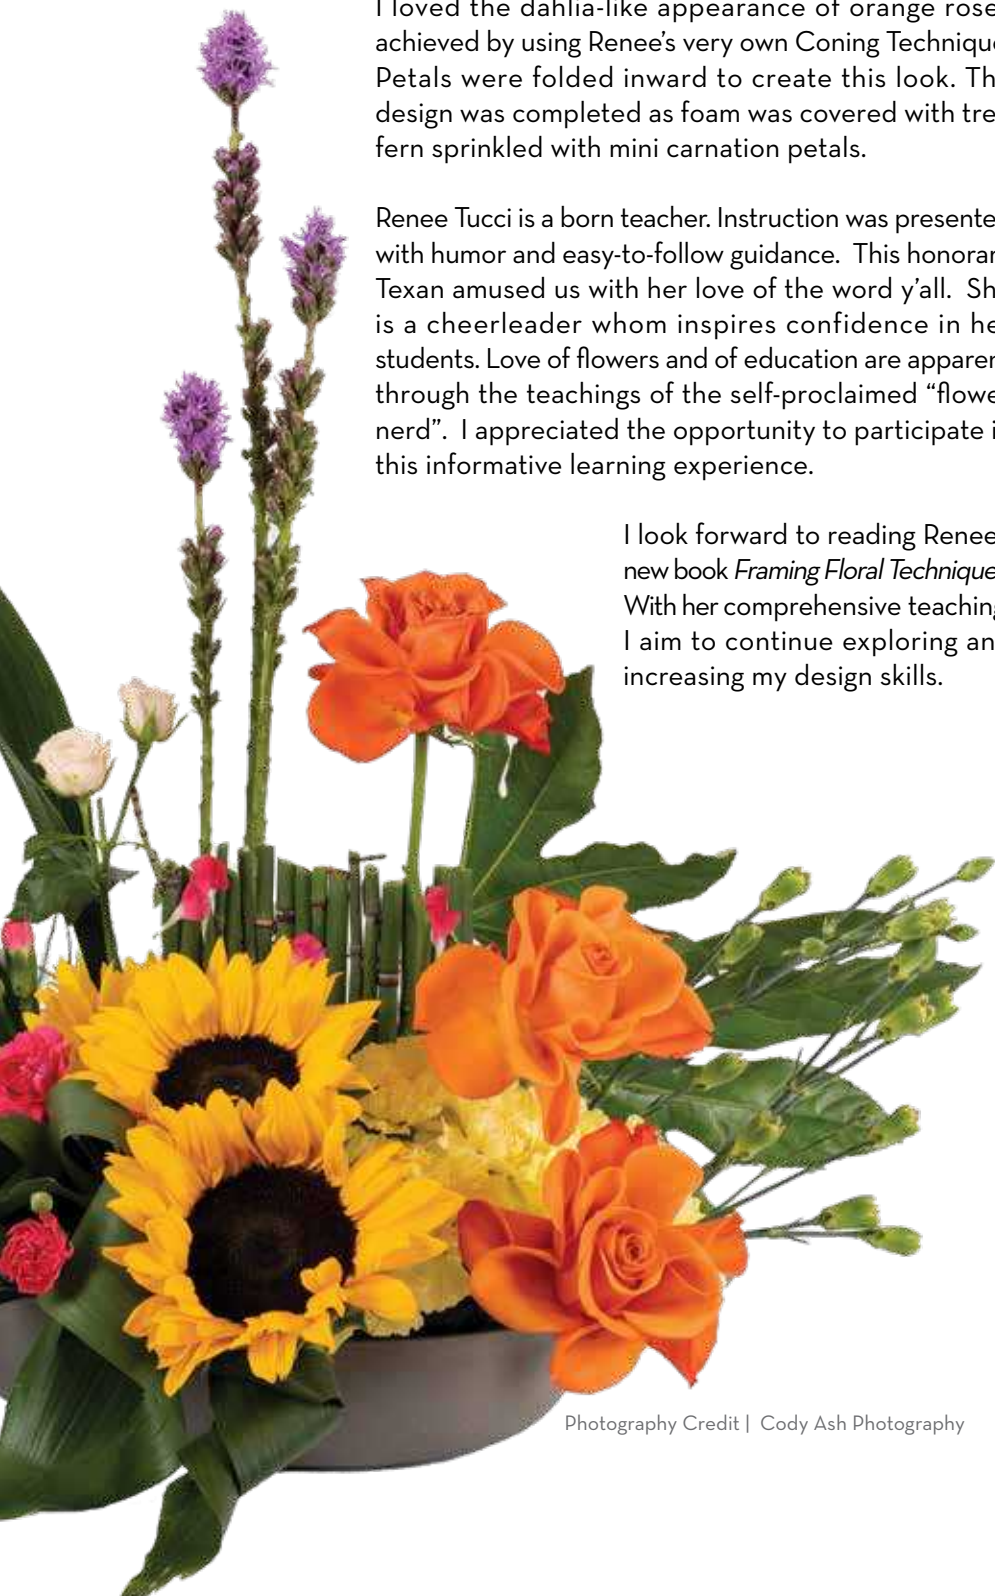 I loved the dahlia-like appearance of orange rose
achieved by using Renee's very own Coning Technique
Petals were folded inward to create this look. Th
design was completed as foam was covered with tre
fern sprinkled with mini carnation petals.
Renee Tucci is a born teacher. Instruction was presente
with humor and easy-to-follow guidance. This honorar
Texan amused us with her love of the word y'all. Sh
is a cheerleader whom inspires confidence in he
students. Love of flowers and of education are apparen
through the teachings of the self-proclaimed “flowe
nerd”. I appreciated the opportunity to participate i
this informative learning experience.
I look forward to reading Renee
new book Framing Floral Technique
With her comprehensive teaching
I aim to continue exploring an
increasing my design skills.
Photography Credit | Cody Ash Photography